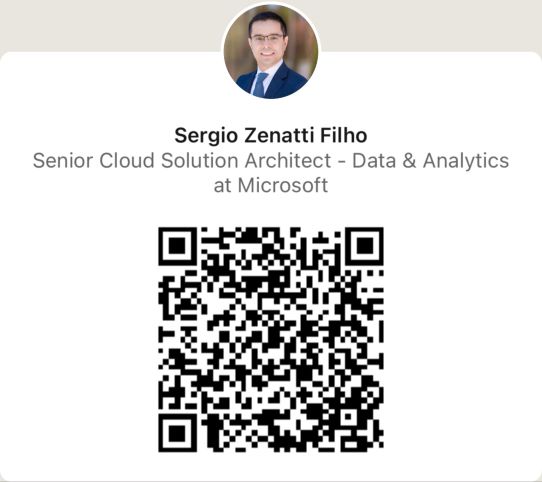 Sergio Zenatti Filho
Senior Cloud Solution Architect - Data & Analytics
at Microsoft